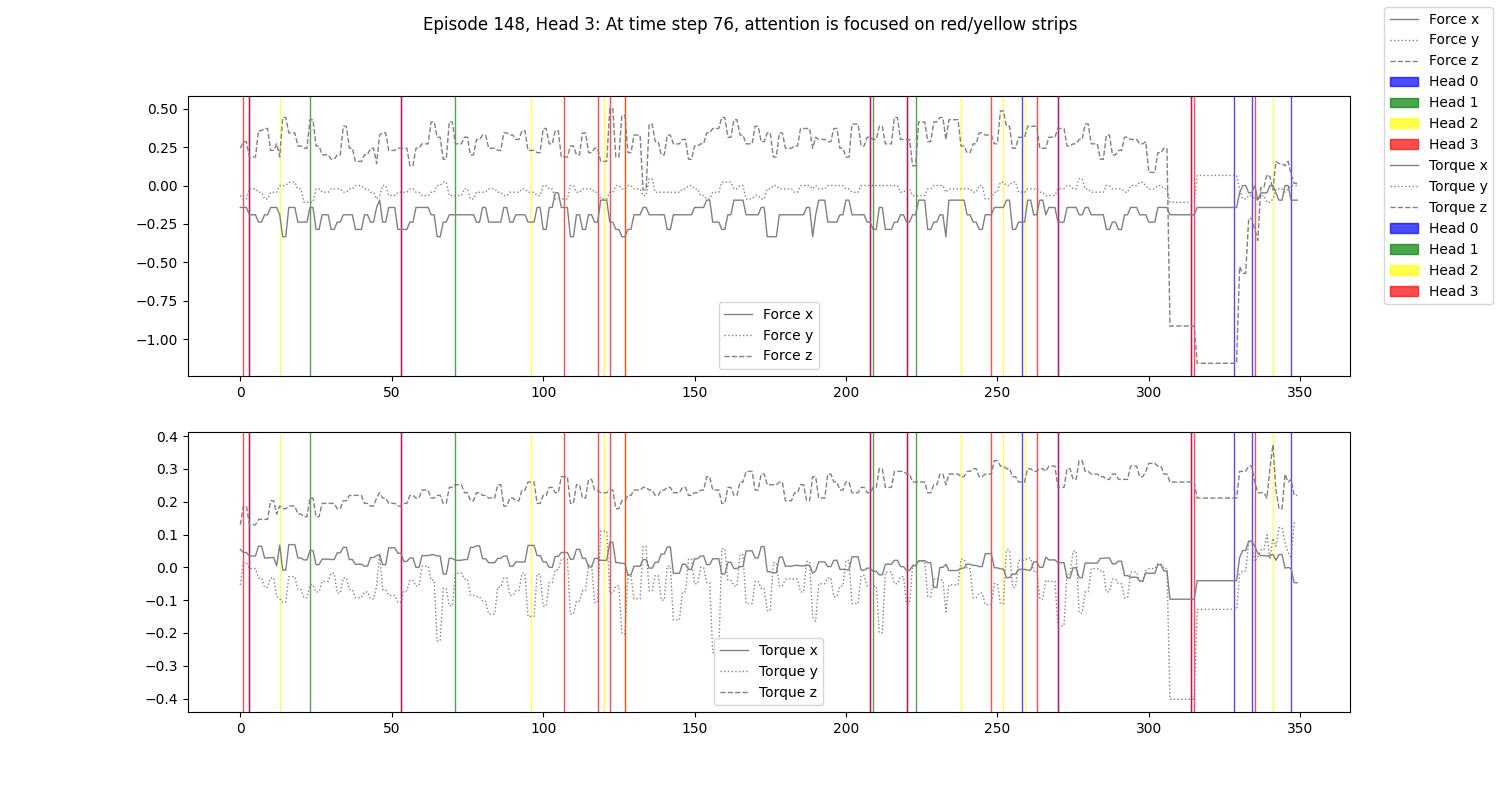 Episode 148, Head 3: At time step 76, attention is focused on red/yellow strips
Force x
Force y
Force z
Head 0
Head 1
Head 2
Head 3
Torque x
Torque y
Torque z
Head 0
Head 1
Head 2
Head 3
0.50
0.25
0.00
−0.25
−0.50
−0.75
−1.00
Force x
Force y
Force z
0 50 100 150 200 250 300 350
0.4
0.3
0.2
0.1
0.0
−0.1
−0.2
−0.3
−0.4
Torque x
Torque y
Torque z
0 50 100 150 200 250 300 350